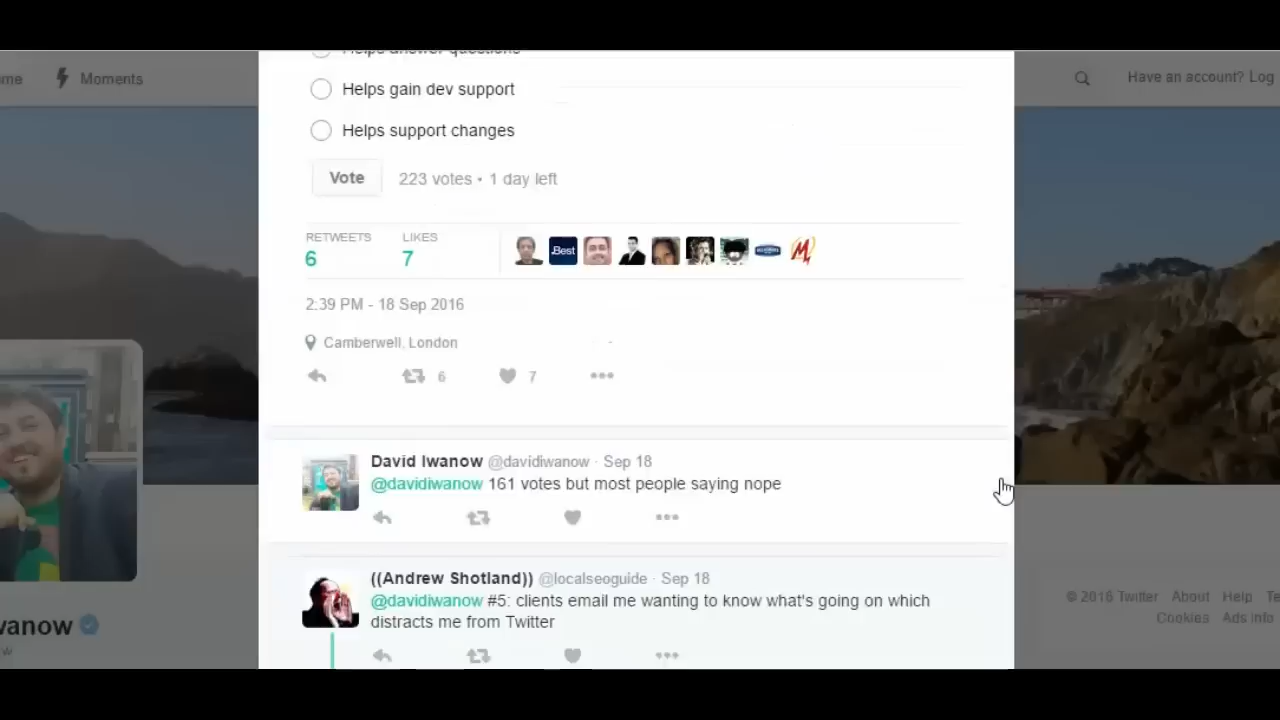 Helps answer questions
me Moments
Have an account? Log
Helps gain dev support
Helps support changes
Vote 223 votes • 1 day left
RETWEETS LIKES
6 7
Best
2:39 PM - 18 Sep 2016
Camberwell, London
6 7
David Iwanow @davidiwanow · Sep 18
@davidiwanow 161 votes but most people saying nope
((Andrew Shotland)) @localseoguide · Sep 18
@davidiwanow #5: clients email me wanting to know what's going on which
distracts me from Twitter
© 2016 Twitter About Help Te
Cookies Ads info
wanow
w